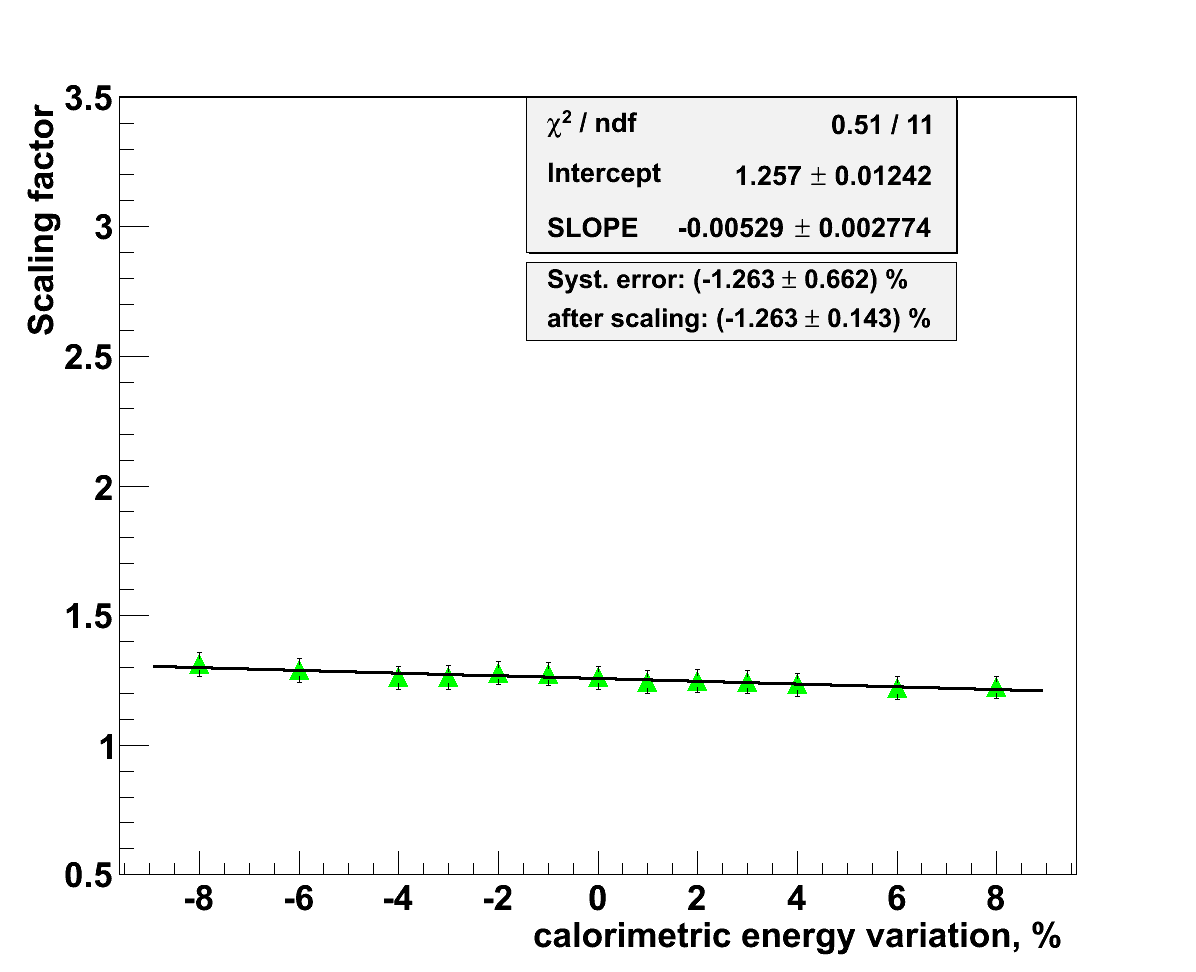 Scaling factor
3.5
3
2.5
2
1.5
1
0.5
χ² / ndf 0.51 / 11
Intercept 1.257 ± 0.01242
SLOPE -0.00529 ± 0.002774
Syst. error: (-1.263 ± 0.662) %
after scaling: (-1.263 ± 0.143) %
-8 -6 -4 -2 0 2 4 6 8
calorimetric energy variation, %